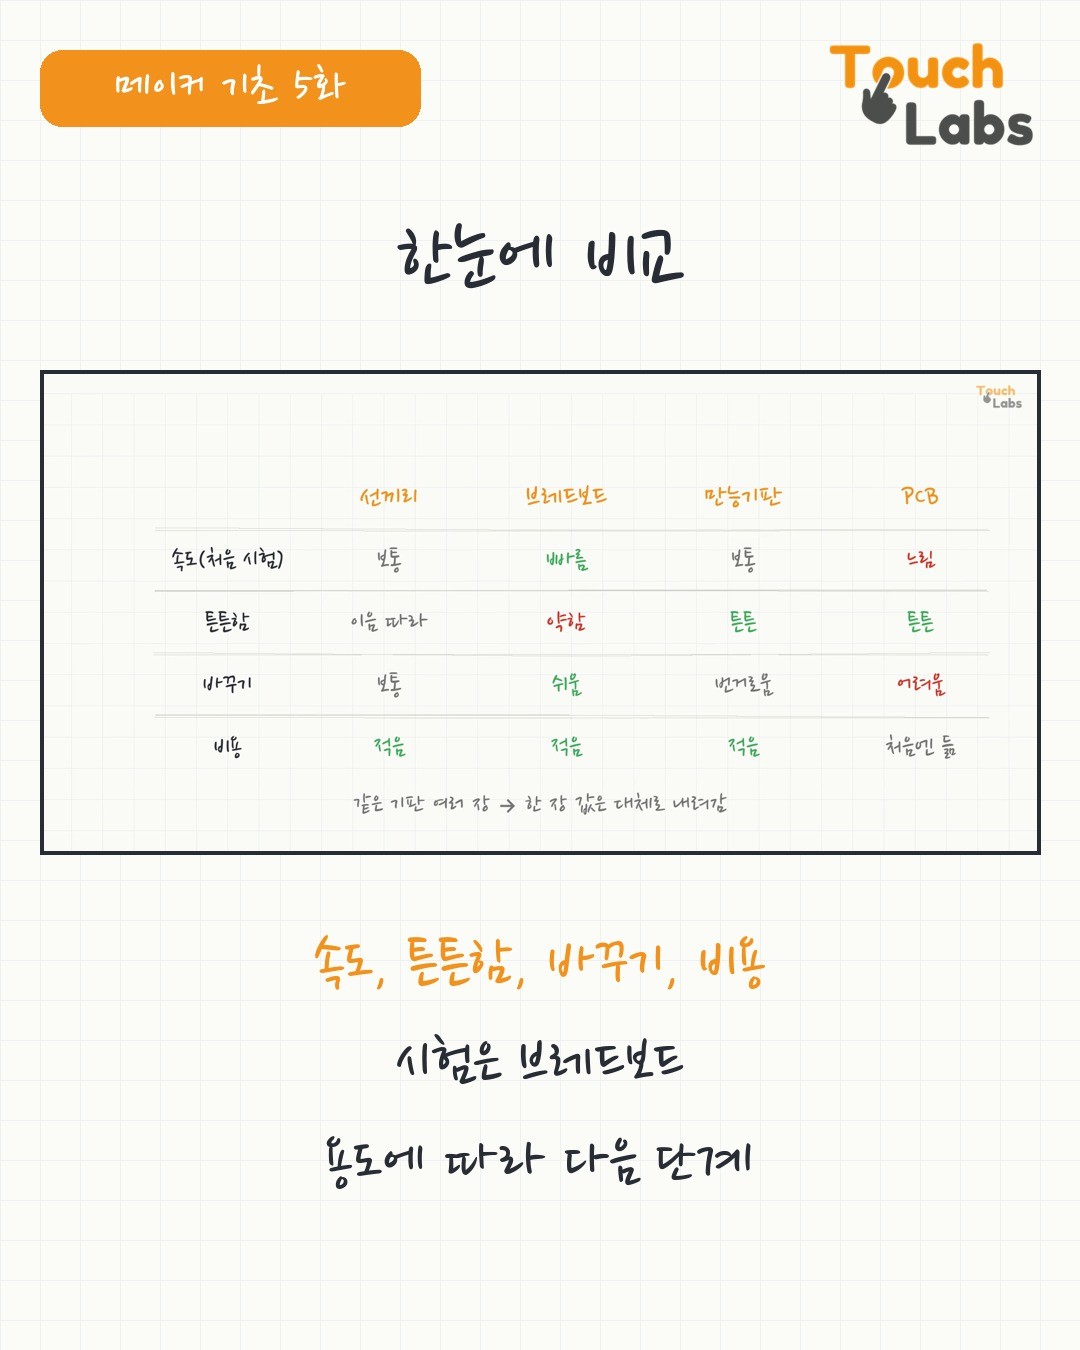 메이커 기초 5화
Touch
Labs
한눈에 비교
Touch
Labs
선끼리 브레드보드 만능기판 PCB
속도(처음 시험) 보통 빠름 보통 느림
튼튼함 이음 따라 약함 튼튼 튼튼
바꾸기 보통 쉬움 번거로움 어려움
비용 적음 적음 적음 처음엔 듦
같은 기판 여러 장 → 한 장 값은 대체로 내려감
속도, 튼튼함, 바꾸기, 비용
시험은 브레드보드
용도에 따라 다음 단계